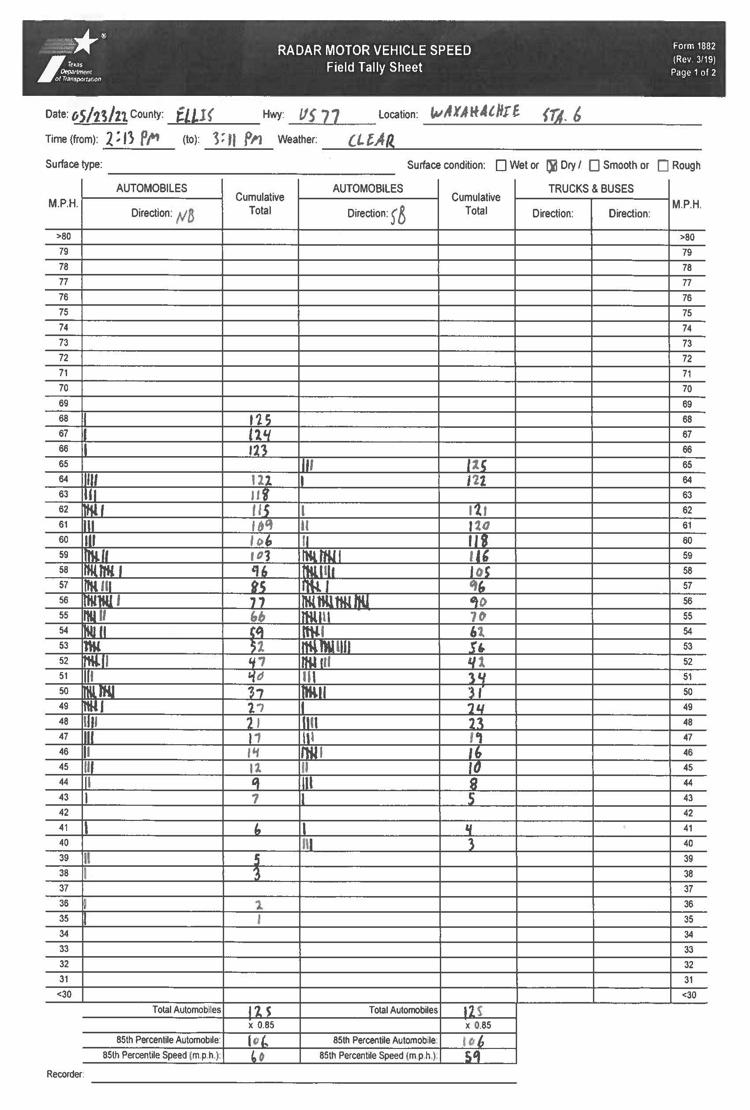 Texas
Department
of Transportation
®
RADAR MOTOR VEHICLE SPEED
Field Tally Sheet
Form 1882
(Rev. 3/19)
Page 1 of 2
Date: 05/23/22 County: ELLIS Hwy: US 77 Location: WAXAHACHIE STA. 6
Time (from): 2:13 PM (to): 3:11 PM Weather: CLEAR
Surface type: Surface condition: Wet or Dry / Smooth or Rough
M.P.H. AUTOMOBILES Cumulative Total AUTOMOBILES Cumulative Total TRUCKS & BUSES M.P.H.
Direction: NB Direction: SB Direction: Direction:
>80 >80
79 79
78 78
77 77
76 76
75 75
74 74
73 73
72 72
71 71
70 70
69 69
68 125 68
67 124 67
66 123 66
65 125 65
64 122 122 64
63 118 63
62 115 121 62
61 109 120 61
60 106 118 60
59 103 116 59
58 96 105 58
57 85 96 57
56 77 90 56
55 66 70 55
54 59 62 54
53 52 56 53
52 47 42 52
51 40 34 51
50 37 31 50
49 27 24 49
48 21 23 48
47 17 19 47
46 14 16 46
45 12 10 45
44 9 8 44
43 7 5 43
42 42
41 6 4 41
40 3 40
39 5 39
38 3 38
37 37
36 2 36
35 1 35
34 34
33 33
32 32
31 31
<30 <30
Total Automobiles 125 Total Automobiles 125
x 0.85 x 0.85
85th Percentile Automobile: 106 85th Percentile Automobile: 106
85th Percentile Speed (m.p.h.): 60 85th Percentile Speed (m.p.h.): 59
Recorder: